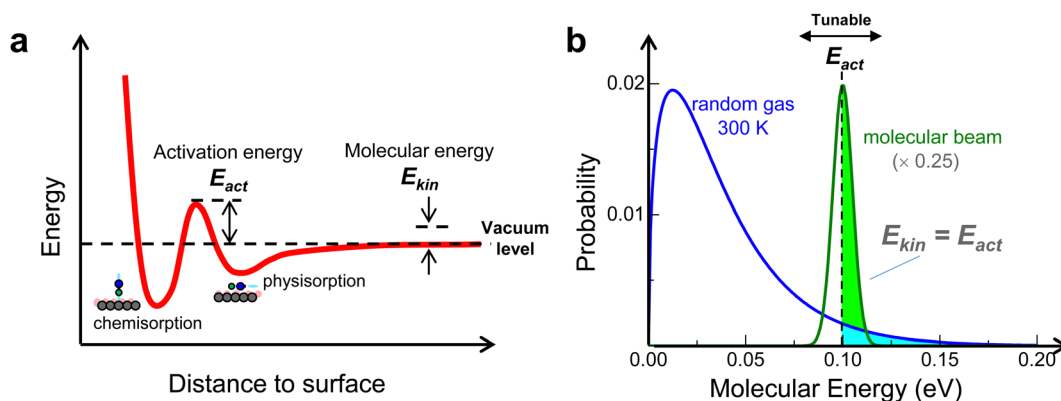 a
Energy
Activation energy
E_act
Molecular energy
E_kin
Vacuum
level
physisorption
chemisorption
Distance to surface
b
Tunable
E_act
0.02
0.01
Probability
random gas
300 K
molecular beam
(× 0.25)
E_kin = E_act
0.00
0.05
0.10
0.15
0.20
Molecular Energy (eV)